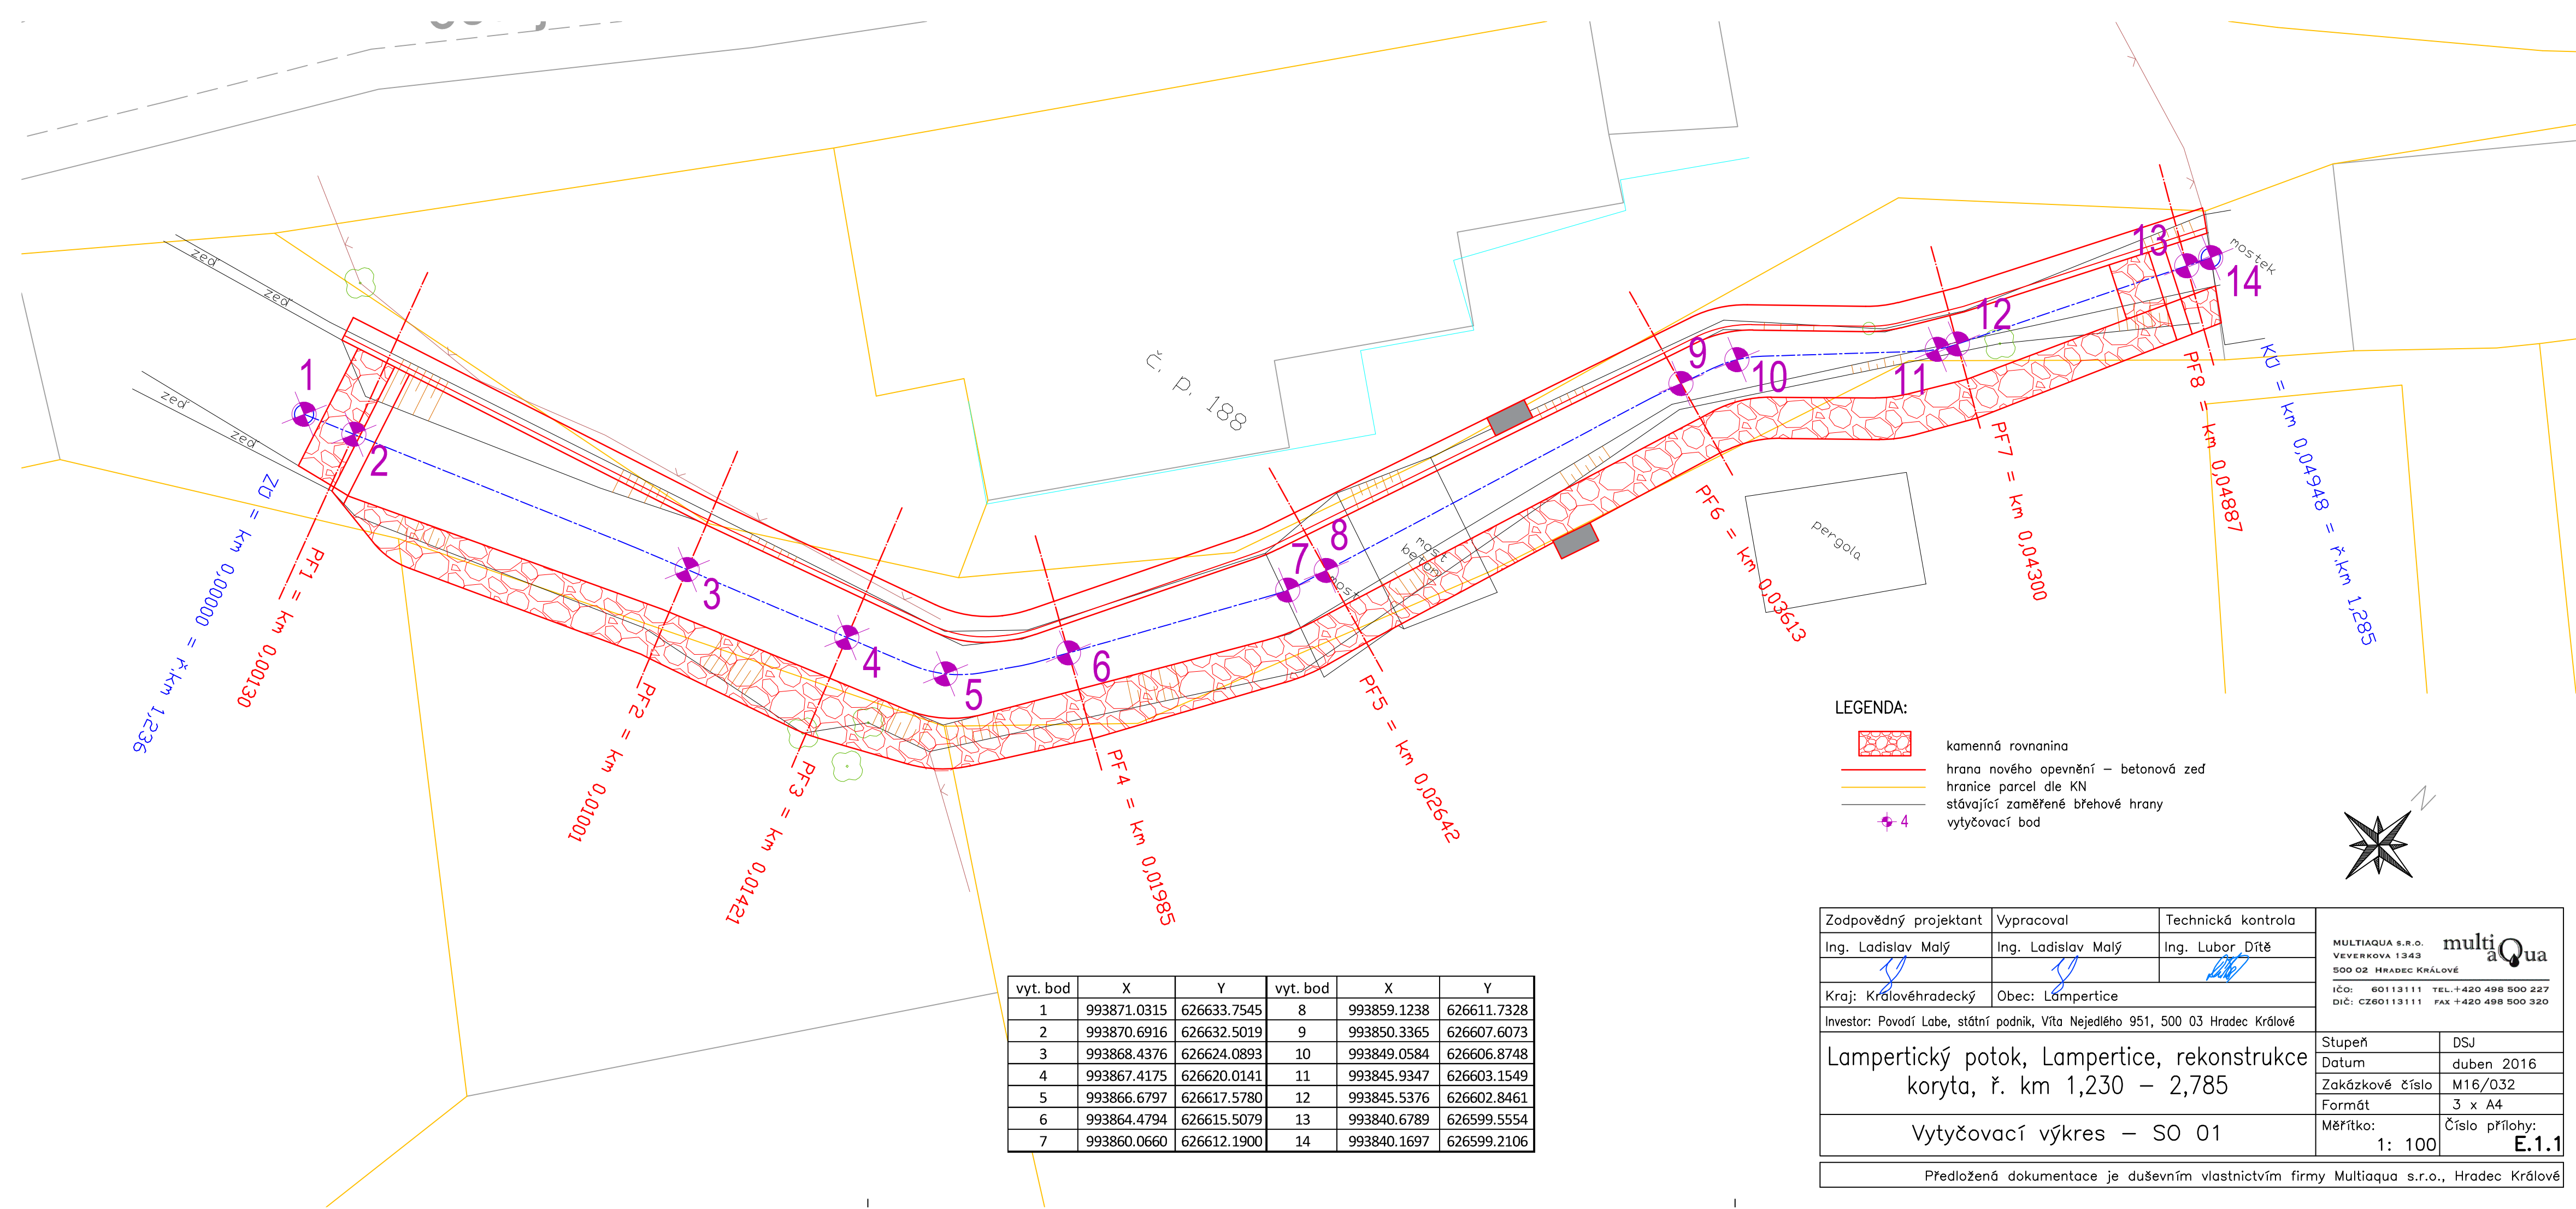 zeď
zeď
zeď
zeď
č. p. 188
most
beton
most
mostek
pergola
1
2
3
4
5
6
7
8
9
10
11
12
13
14
ZÚ = km 0,00000 = ř.km 1,236
PF1 = km 0,00130
PF2 = km 0,01001
PF3 = km 0,01421
PF4 = km 0,01985
PF5 = km 0,02642
PF6 = km 0,03613
PF7 = km 0,04300
PF8 = km 0,04887
KÚ = km 0,04948 = ř.km 1,285
LEGENDA:
kamenná rovnanina
hrana nového opevnění – betonová zeď
hranice parcel dle KN
stávající zaměřené břehové hrany
4 vytyčovací bod
N
vyt. bod X Y vyt. bod X Y
1 993871.0315 626633.7545 8 993859.1238 626611.7328
2 993870.6916 626632.5019 9 993850.3365 626607.6073
3 993868.4376 626624.0893 10 993849.0584 626606.8748
4 993867.4175 626620.0141 11 993845.9347 626603.1549
5 993866.6797 626617.5780 12 993845.5376 626602.8461
6 993864.4794 626615.5079 13 993840.6789 626599.5554
7 993860.0660 626612.1900 14 993840.1697 626599.2106
Zodpovědný projektant Vypracoval Technická kontrola
Ing. Ladislav Malý Ing. Ladislav Malý Ing. Lubor Dítě
Kraj: Královéhradecký Obec: Lampertice
Investor: Povodí Labe, státní podnik, Víta Nejedlého 951, 500 03 Hradec Králové
MULTIAQUA s.r.o.
Veverkova 1343
500 02 Hradec Králové
multi
aQua
IČO: 60113111 tel.+420 498 500 227
DIČ: CZ60113111 fax +420 498 500 320
Lampertický potok, Lampertice, rekonstrukce
koryta, ř. km 1,230 – 2,785
Vytyčovací výkres – SO 01
Stupeň DSJ
Datum duben 2016
Zakázkové číslo M16/032
Formát 3 x A4
Měřítko: 1: 100
Číslo přílohy: E.1.1
Předložená dokumentace je duševním vlastnictvím firmy Multiaqua s.r.o., Hradec Králové